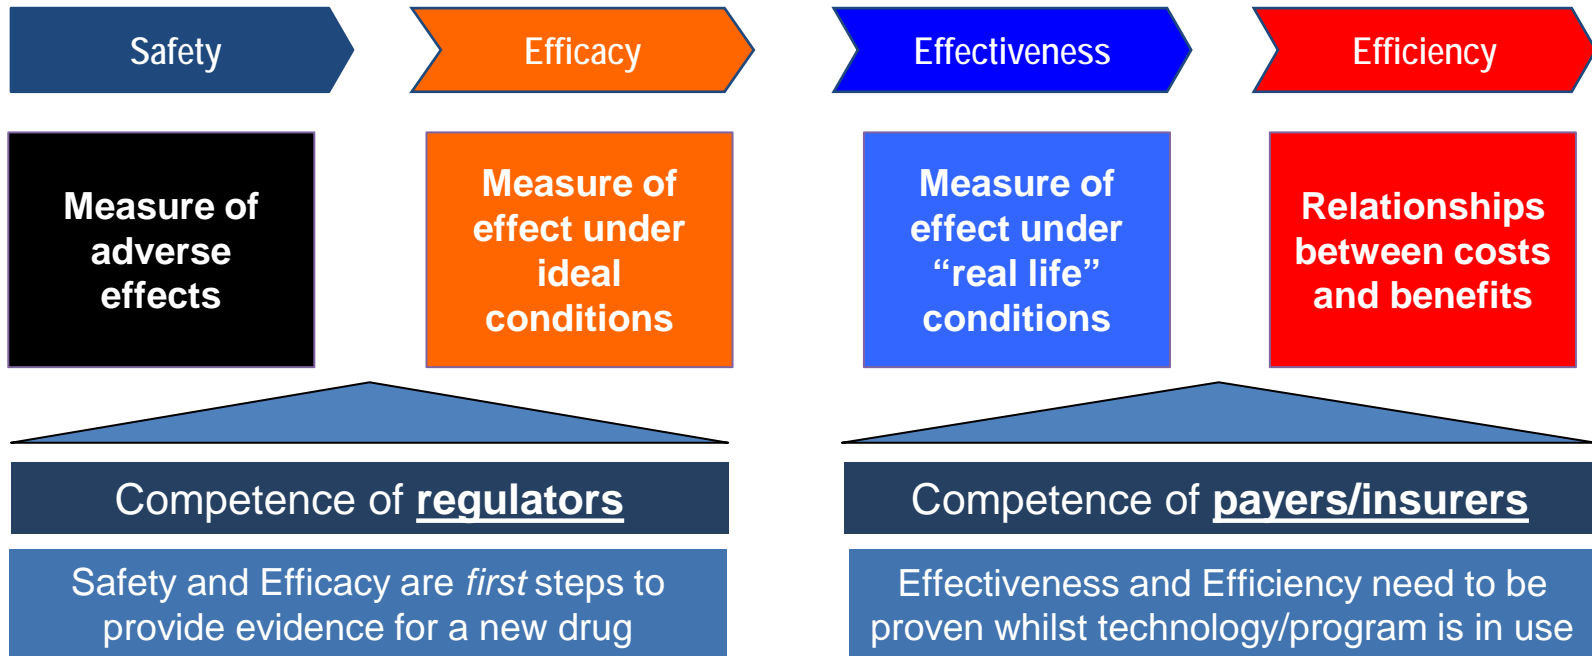 Safety
Efficacy
Effectiveness
Efficiency
Measure of
adverse
effects
Measure of
effect under
ideal
conditions
Measure of
effect under
“real life”
conditions
Relationships
between costs
and benefits
Competence of regulators
Competence of payers/insurers
Safety and Efficacy are first steps to
provide evidence for a new drug
Effectiveness and Efficiency need to be
proven whilst technology/program is in use